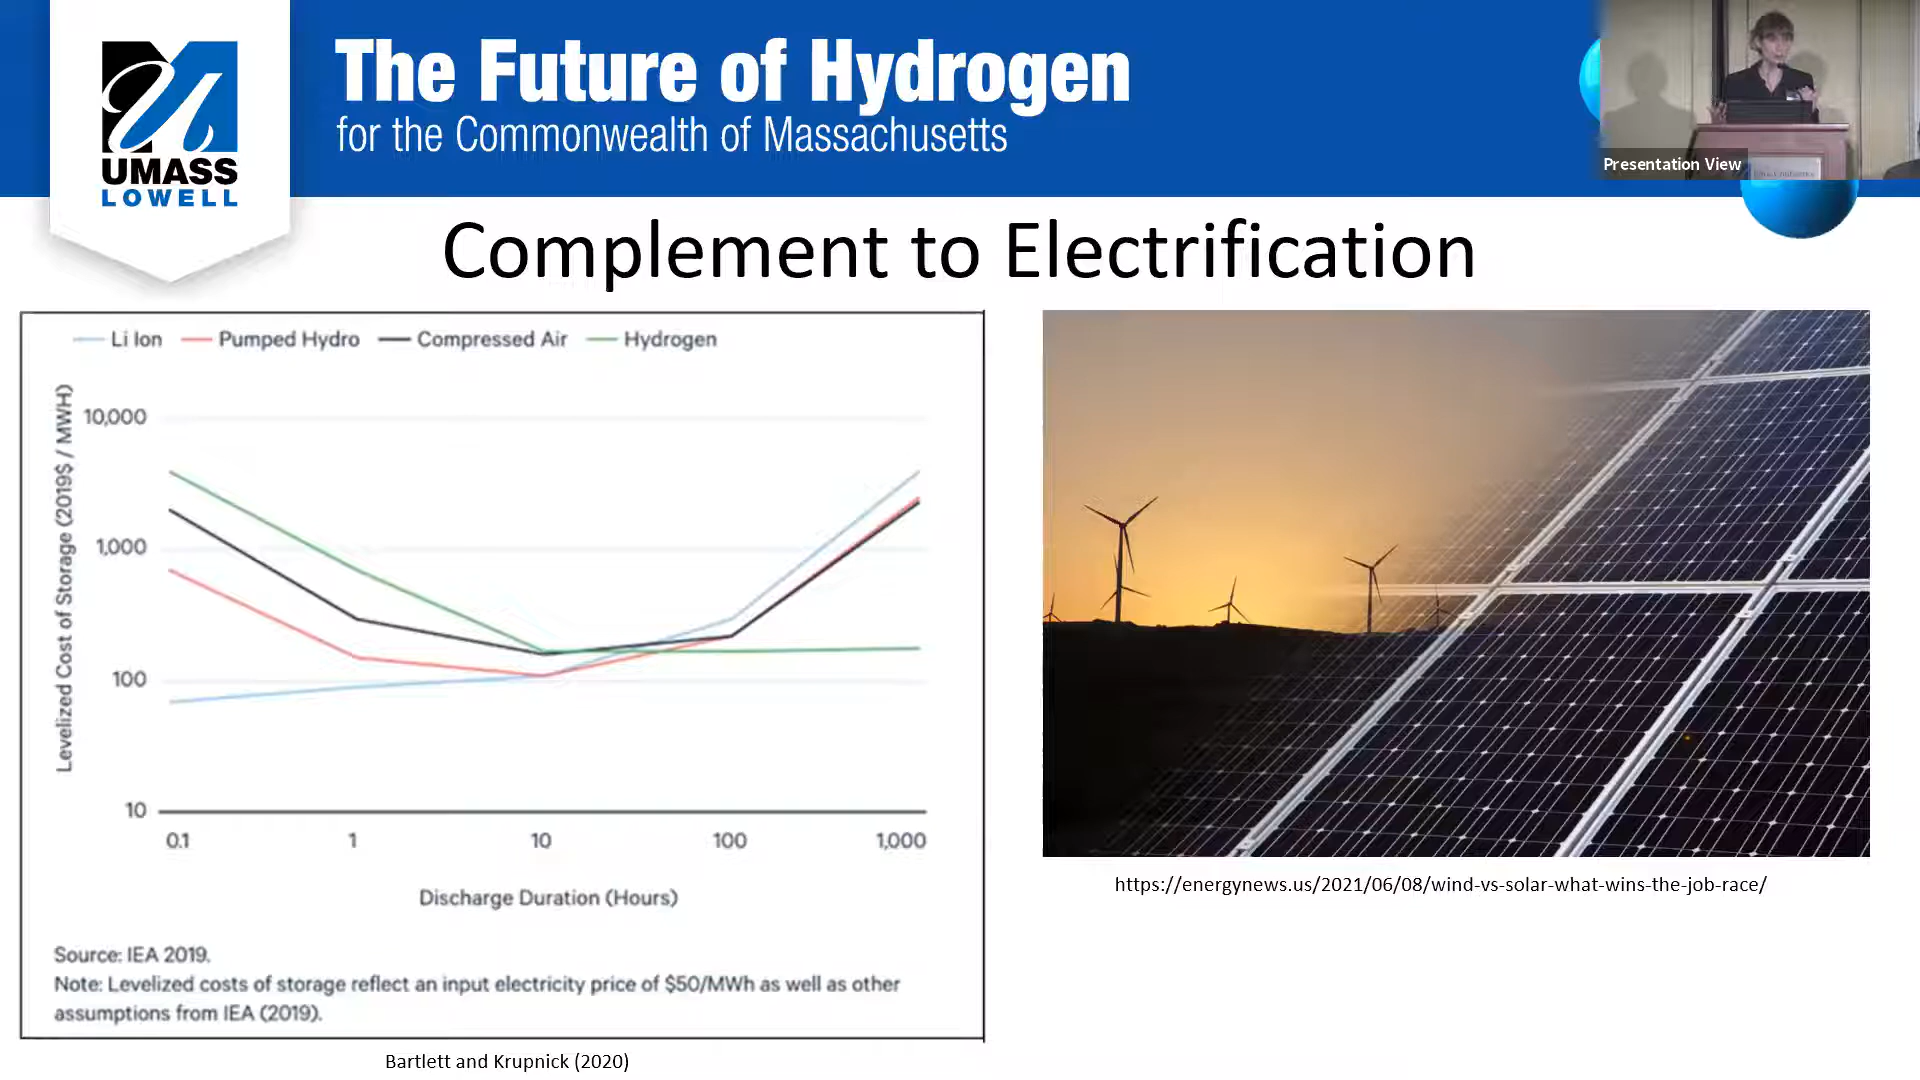 UMASS
LOWELL
The Future of Hydrogen
for the Commonwealth of Massachusetts
Presentation View
Complement to Electrification
Li Ion
Pumped Hydro
Compressed Air
Hydrogen
Levelized Cost of Storage (2019$ / MWH)
10,000
1,000
100
10
0.1
1
10
100
1,000
Discharge Duration (Hours)
Source: IEA 2019.
Note: Levelized costs of storage reflect an input electricity price of $50/MWh as well as other
assumptions from IEA (2019).
Bartlett and Krupnick (2020)
https://energynews.us/2021/06/08/wind-vs-solar-what-wins-the-job-race/